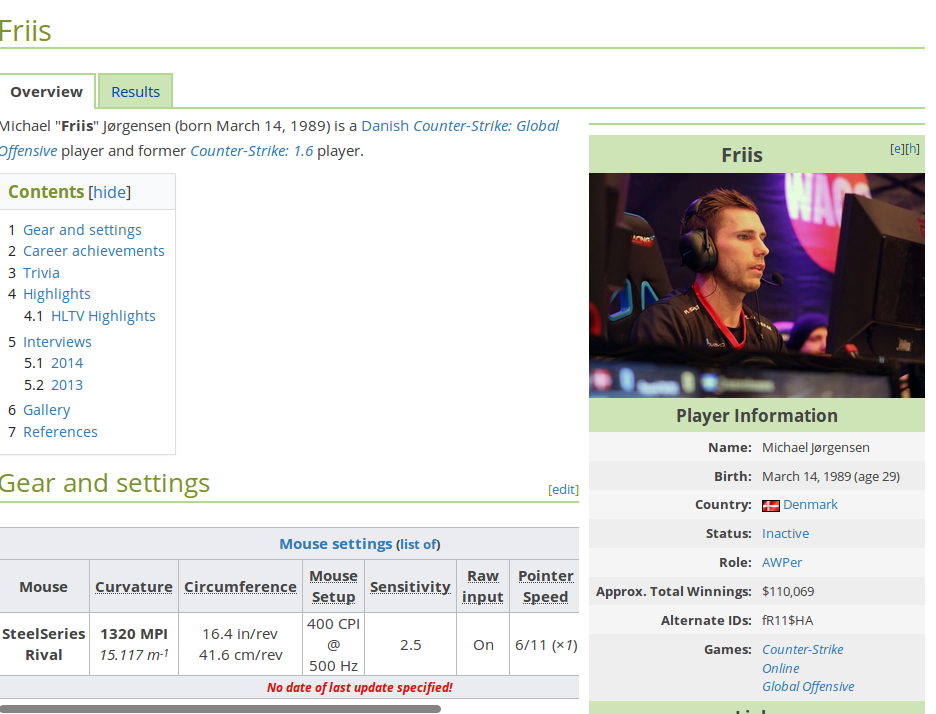 Friis
Overview
Results
Michael "Friis" Jørgensen (born March 14, 1989) is a Danish Counter-Strike: Global
Offensive player and former Counter-Strike: 1.6 player.
Contents [hide]
1 Gear and settings
2 Career achievements
3 Trivia
4 Highlights
4.1 HLTV Highlights
5 Interviews
5.1 2014
5.2 2013
6 Gallery
7 References
Gear and settings
[edit]
Mouse settings (list of)
Mouse Curvature Circumference Mouse Setup Sensitivity Raw input Pointer Speed
SteelSeries Rival
1320 MPI
15.117 m-1
16.4 in/rev
41.6 cm/rev
400 CPI
@
500 Hz
2.5
On
6/11 (×1)
No date of last update specified!
Friis
[e][h]
ACING
Player Information
Name: Michael Jørgensen
Birth: March 14, 1989 (age 29)
Country: Denmark
Status: Inactive
Role: AWPer
Approx. Total Winnings: $110,069
Alternate IDs: fR11$HA
Games: Counter-Strike
Online
Global Offensive